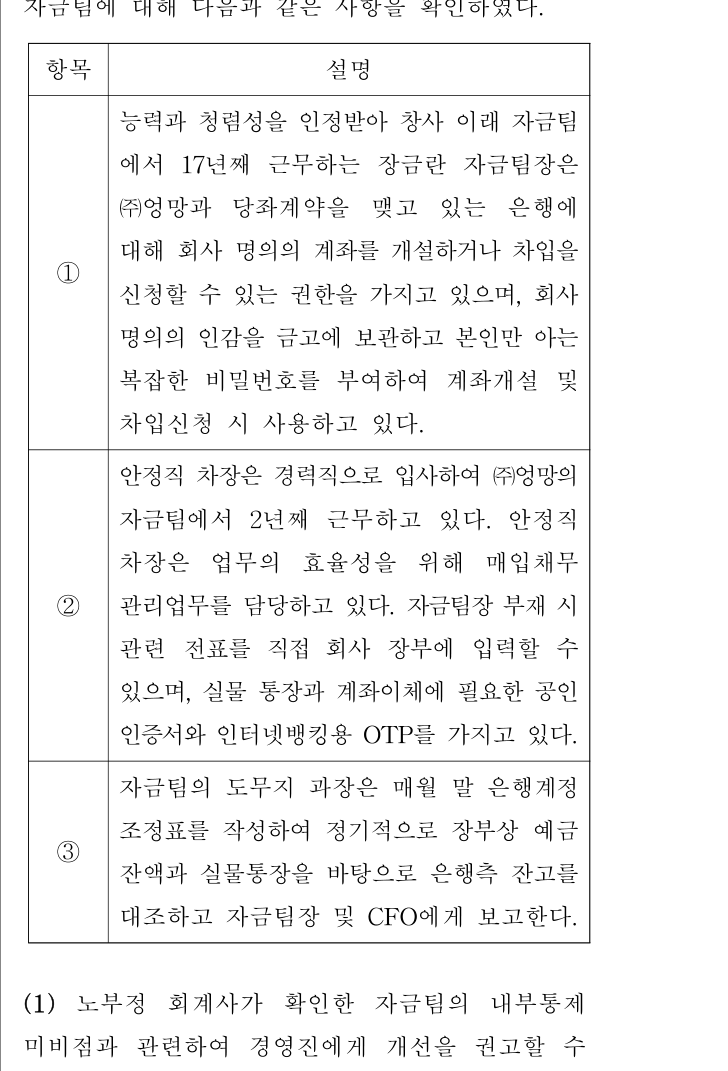 자금팀에 대해 다음과 같은 사항을 확인하였다.
항목
설명
①
능력과 청렴성을 인정받아 창사 이래 자금팀
에서 17년째 근무하는 장금란 자금팀장은
㈜엉망과 당좌계약을 맺고 있는 은행에
대해 회사 명의의 계좌를 개설하거나 차입을
신청할 수 있는 권한을 가지고 있으며, 회사
명의의 인감을 금고에 보관하고 본인만 아는
복잡한 비밀번호를 부여하여 계좌개설 및
차입신청 시 사용하고 있다.
②
안정직 차장은 경력직으로 입사하여 ㈜엉망의
자금팀에서 2년째 근무하고 있다. 안정직
차장은 업무의 효율성을 위해 매입채무
관리업무를 담당하고 있다. 자금팀장 부재 시
관련 전표를 직접 회사 장부에 입력할 수
있으며, 실물 통장과 계좌이체에 필요한 공인
인증서와 인터넷뱅킹용 OTP를 가지고 있다.
③
자금팀의 도무지 과장은 매월 말 은행계정
조정표를 작성하여 정기적으로 장부상 예금
잔액과 실물통장을 바탕으로 은행측 잔고를
대조하고 자금팀장 및 CFO에게 보고한다.
(1) 노부정 회계사가 확인한 자금팀의 내부통제
미비점과 관련하여 경영진에게 개선을 권고할 수